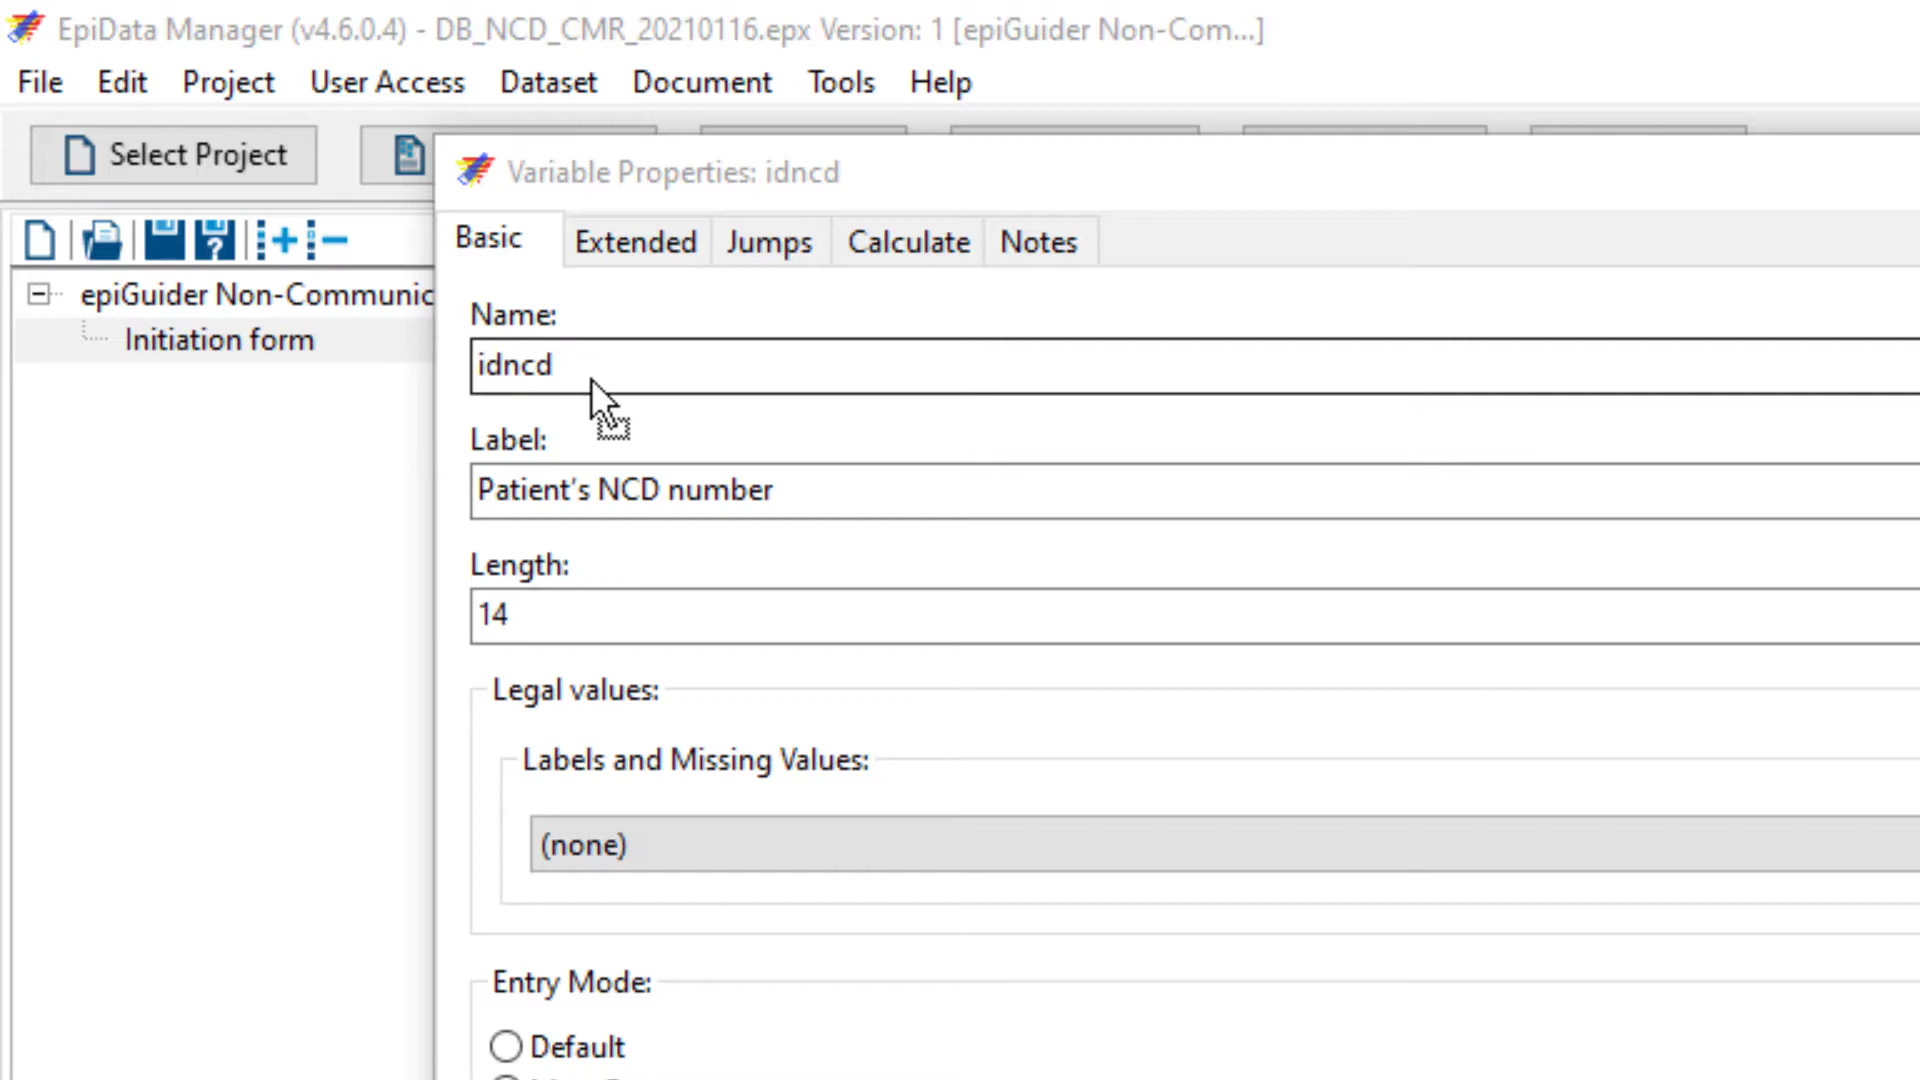 EpiData Manager (v4.6.0.4) - DB_NCD_CMR_20210116.epx Version: 1 [epiGuider Non-Com...]
File Edit Project User Access Dataset Document Tools Help
Select Project
Variable Properties: idncd
Basic Extended Jumps Calculate Notes
epiGuider Non-Communic
Initiation form
Name:
idncd
Label:
Patient's NCD number
Length:
14
Legal values:
Labels and Missing Values:
(none)
Entry Mode:
Default